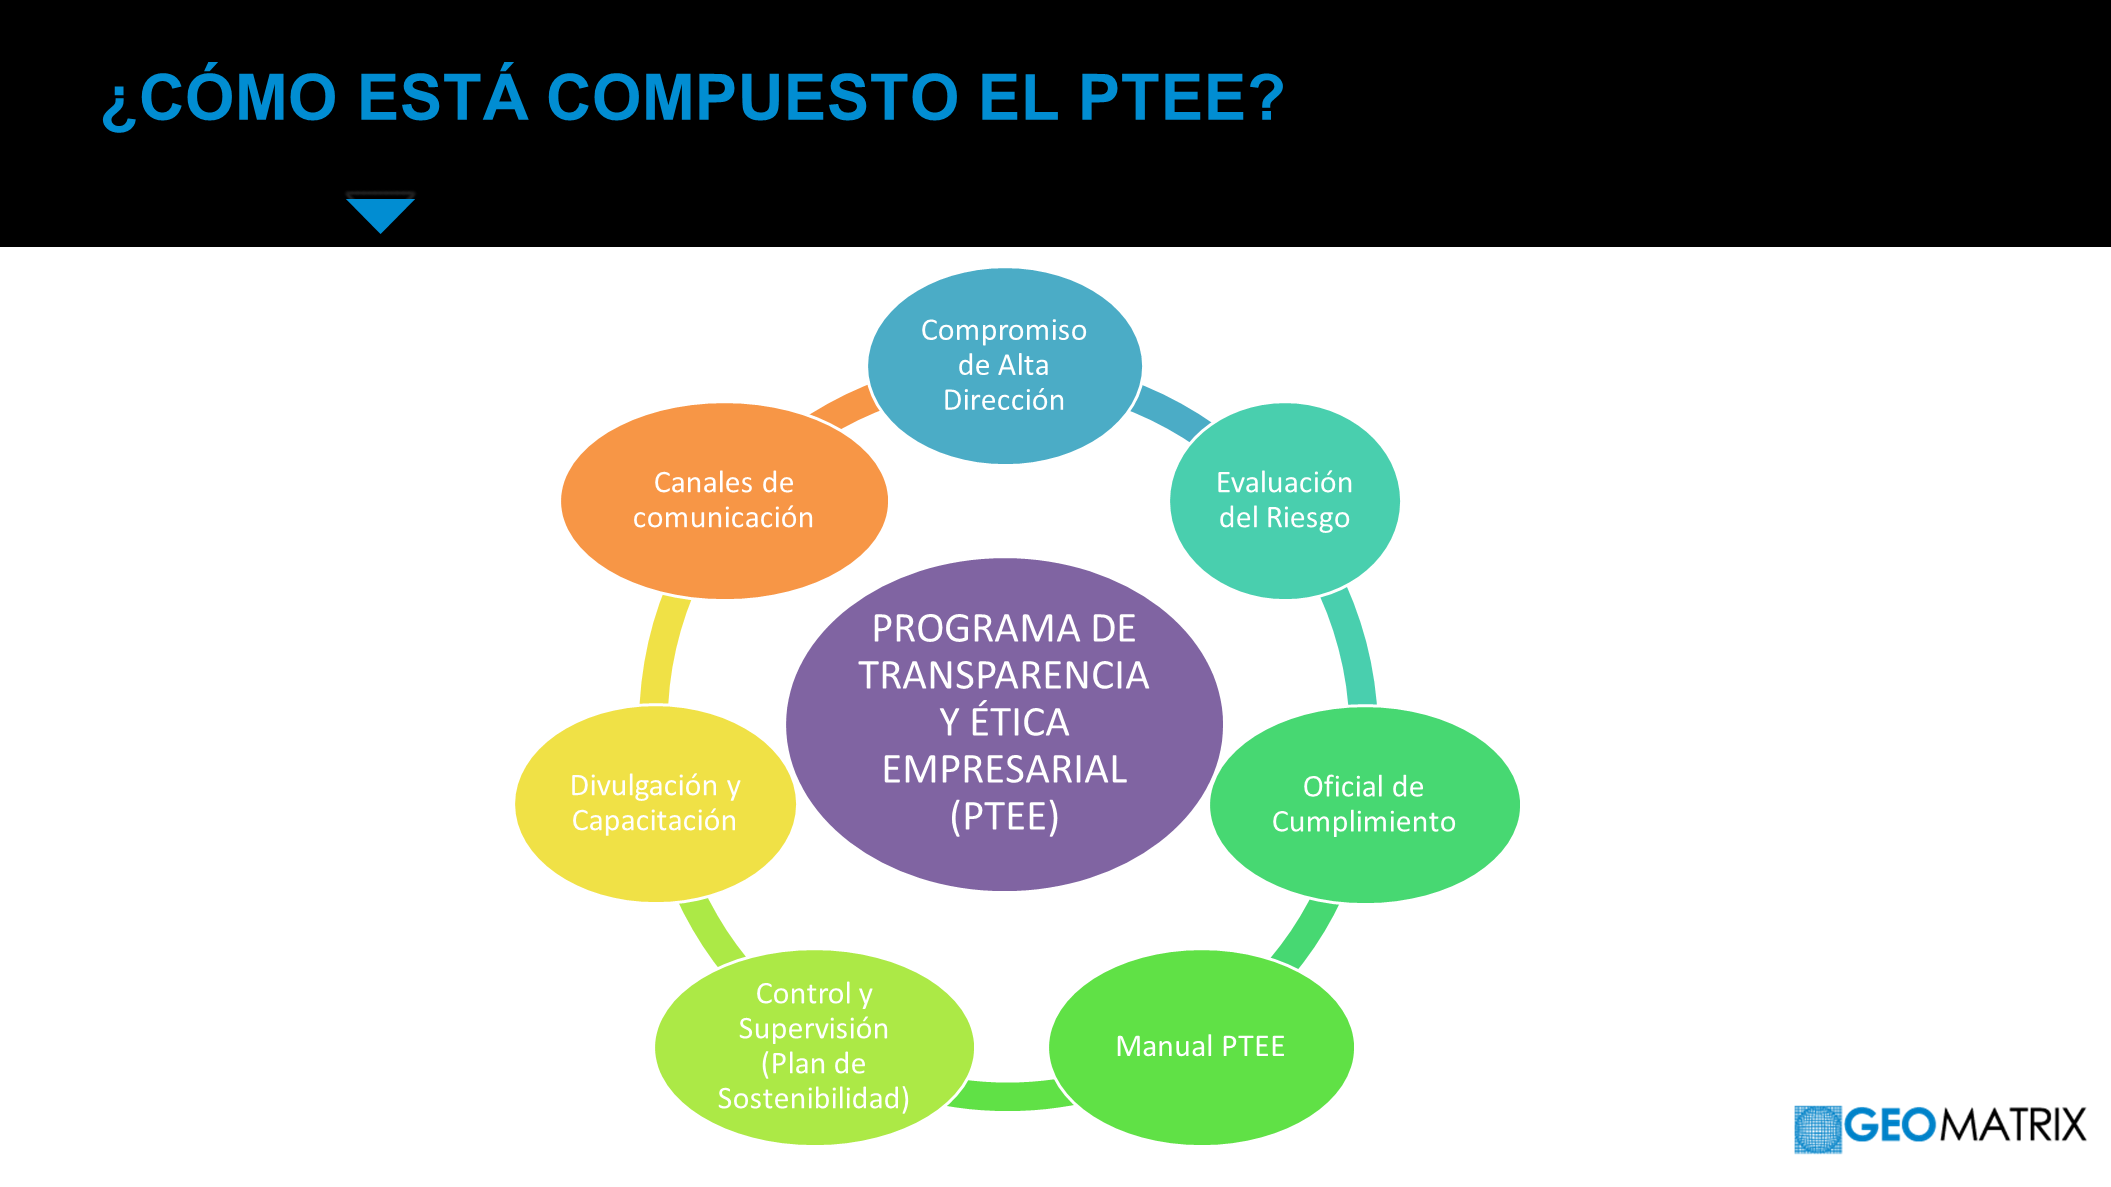 ¿CÓMO ESTÁ COMPUESTO EL PTEE?
Compromiso
de Alta
Dirección
Evaluación
del Riesgo
Oficial de
Cumplimiento
Manual PTEE
Control y
Supervisión
(Plan de
Sostenibilidad)
Divulgación y
Capacitación
Canales de
comunicación
PROGRAMA DE
TRANSPARENCIA
Y ÉTICA
EMPRESARIAL
(PTEE)
GEOMATRIX